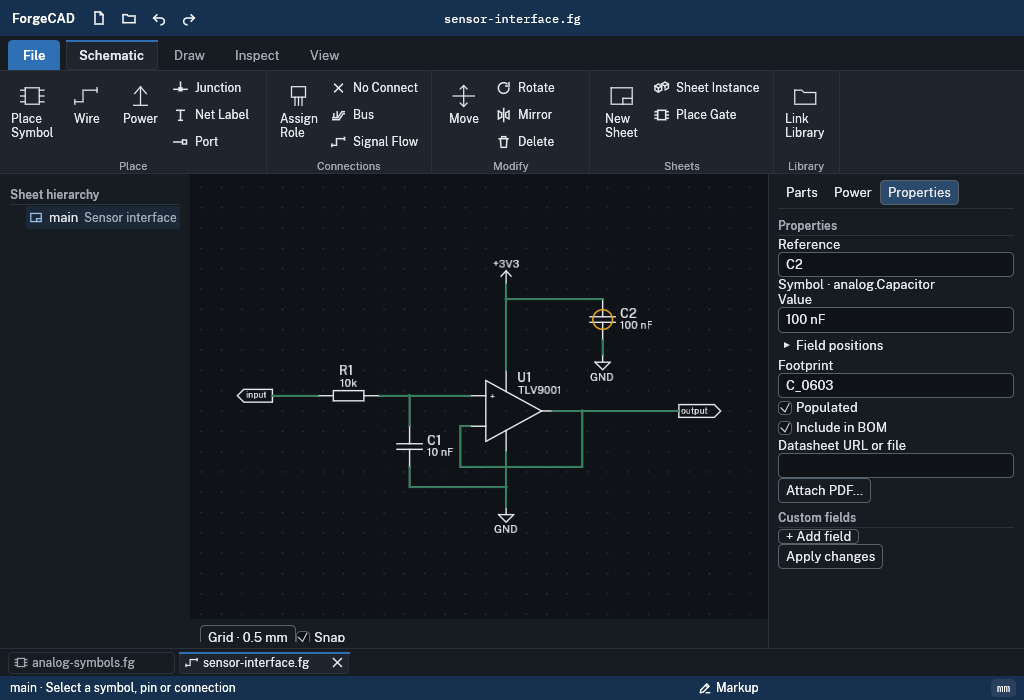 ForgeCAD
sensor-interface.fg
File
Schematic
Draw
Inspect
View
Place Symbol
Wire
Power
Junction
Net Label
Port
Place
Assign Role
No Connect
Bus
Signal Flow
Connections
Move
Rotate
Mirror
Delete
Modify
New Sheet
Sheet Instance
Place Gate
Sheets
Link Library
Library
Sheet hierarchy
main Sensor interface
+3V3
C2
100 nF
GND
R1
10k
input
U1
TLV9001
+
output
C1
10 nF
GND
Grid · 0.5 mm
Snap
Parts
Power
Properties
Properties
Reference
C2
Symbol · analog.Capacitor
Value
100 nF
Field positions
Footprint
C_0603
Populated
Include in BOM
Datasheet URL or file
Attach PDF...
Custom fields
+ Add field
Apply changes
analog-symbols.fg
sensor-interface.fg
main · Select a symbol, pin or connection
Markup
mm